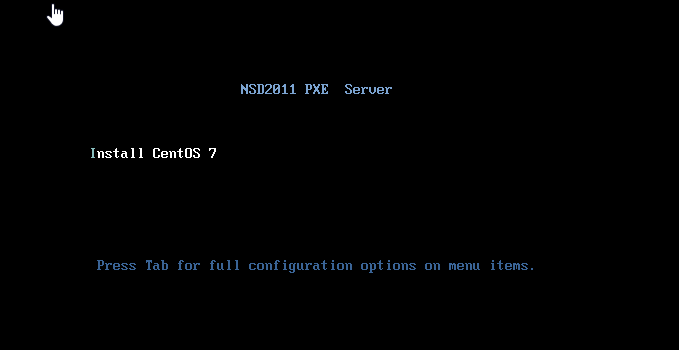 NSD2011 PXE  Server
Install CentOS 7
Press Tab for full configuration options on menu items.